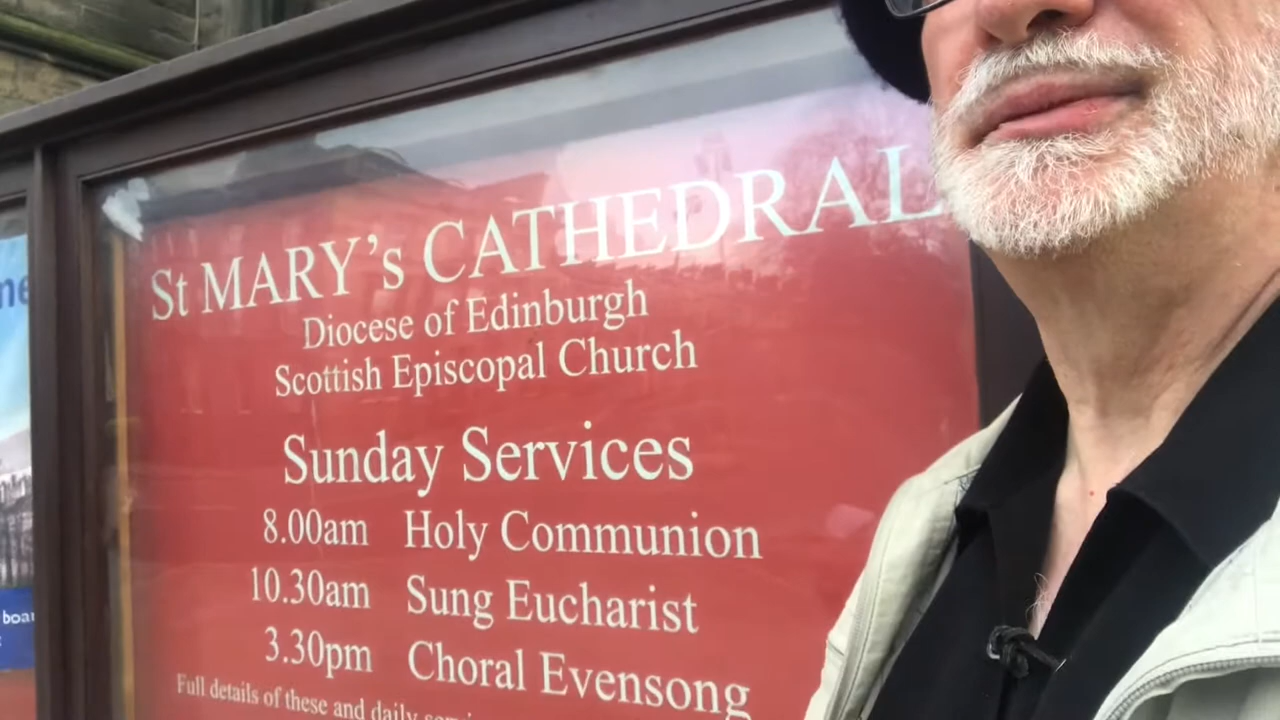 St MARY's CATHEDRAL
Diocese of Edinburgh
Scottish Episcopal Church
Sunday Services
8.00am Holy Communion
10.30am Sung Eucharist
3.30pm Choral Evensong
Full details of these and daily